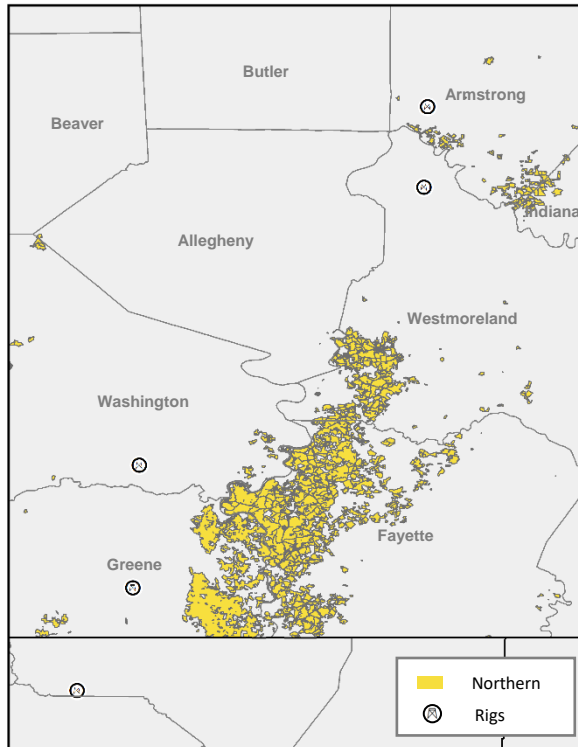 Butler
Armstrong
Beaver
Indiana
Allegheny
Westmoreland
Washington
Fayette
Greene
Northern
Rigs